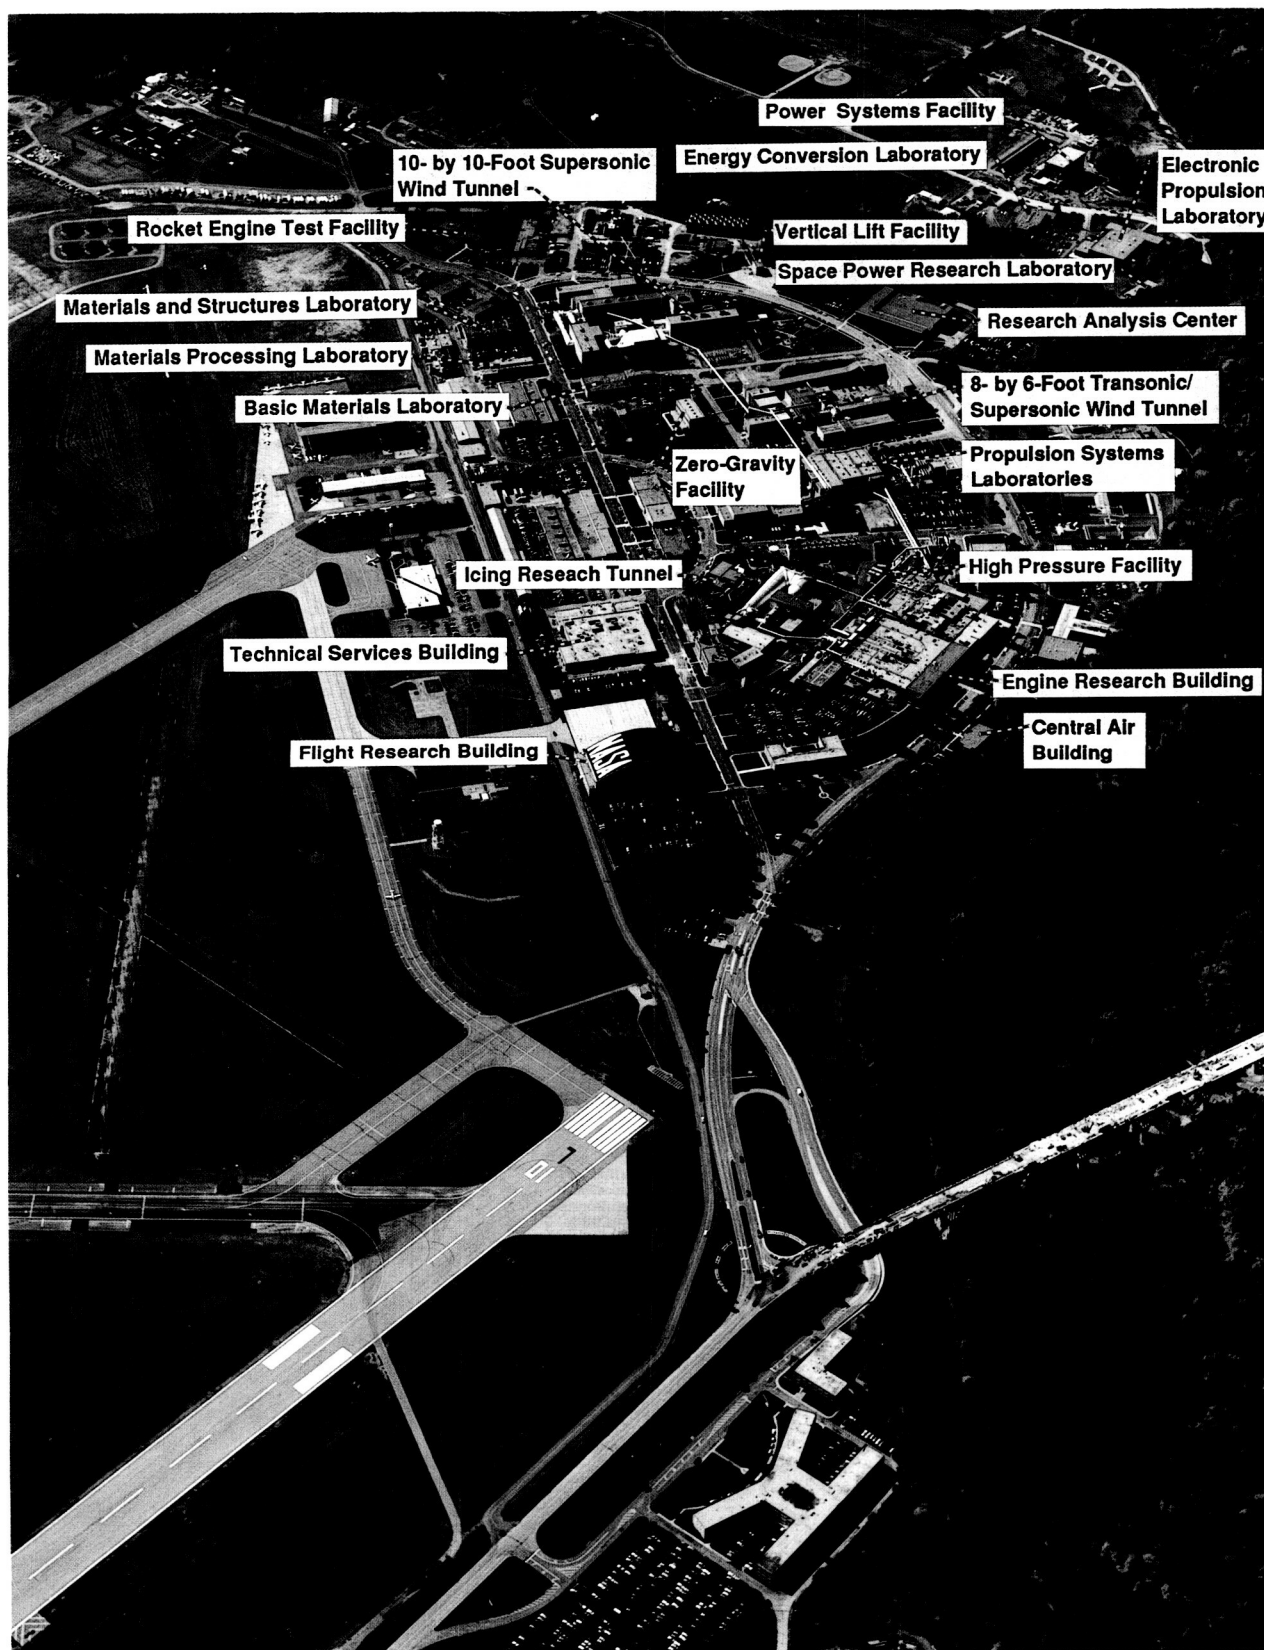 Power Systems Facility
10- by 10-Foot Supersonic
Wind Tunnel
Energy Conversion Laboratory
Electronic
Propulsion
Laboratory
Rocket Engine Test Facility
Vertical Lift Facility
Space Power Research Laboratory
Materials and Structures Laboratory
Research Analysis Center
Materials Processing Laboratory
8- by 6-Foot Transonic/
Supersonic Wind Tunnel
Basic Materials Laboratory
Zero-Gravity
Facility
Propulsion Systems
Laboratories
Icing Reseach Tunnel
High Pressure Facility
Technical Services Building
Engine Research Building
Flight Research Building
NASA
Central Air
Building